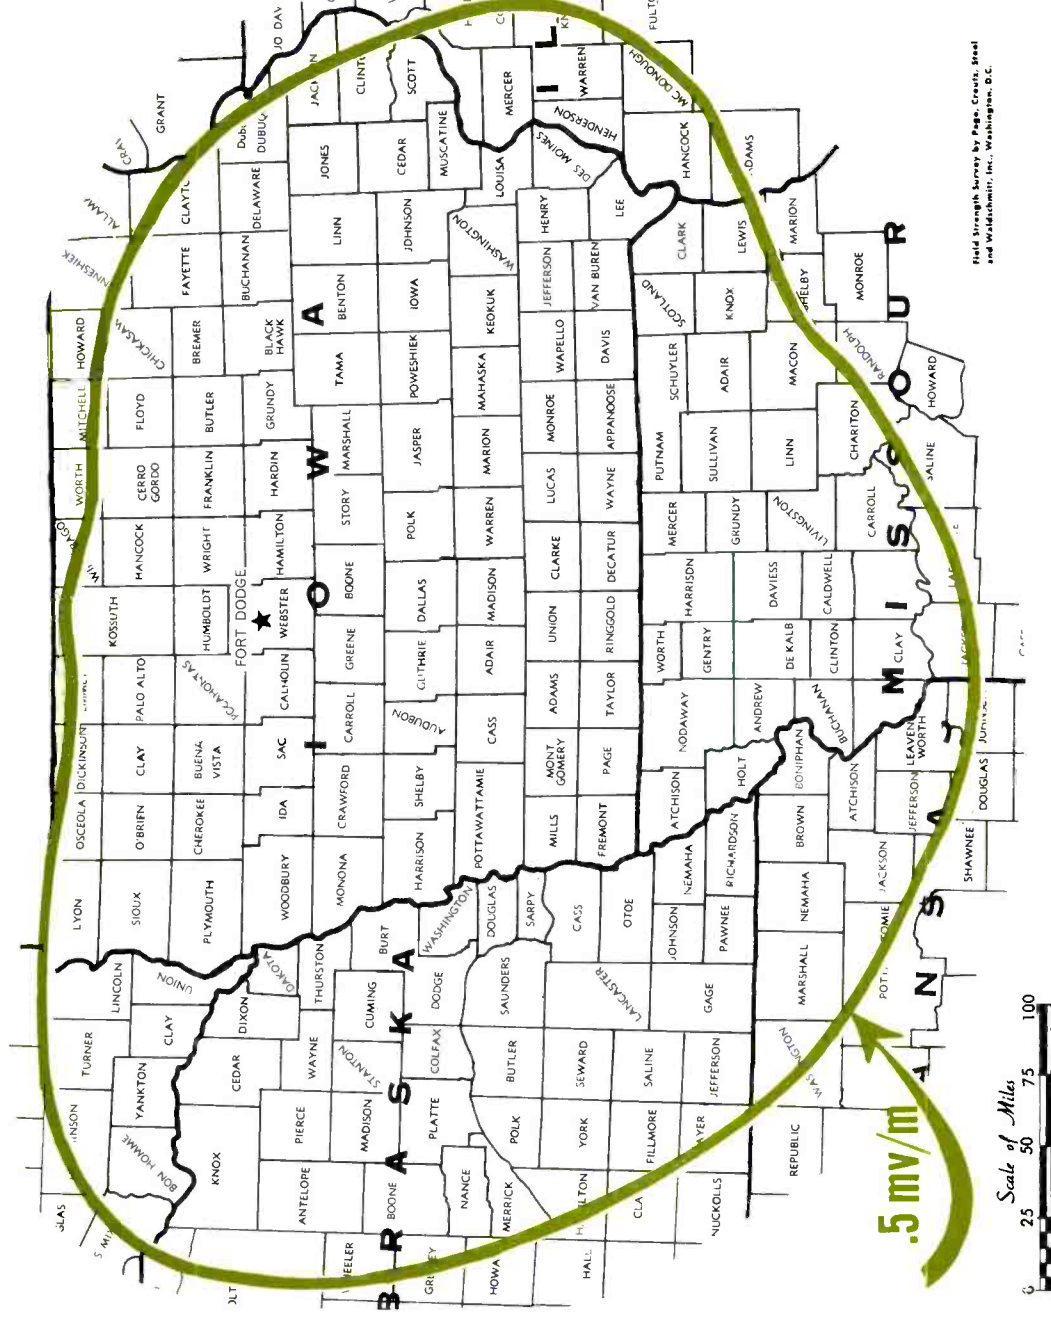 Field Strength Survey by Page, Creutz, Steel
and Waldschmitt, Inc., Washington, D.C.
LYON
OSCEOLA
DICKINSON
WORTH
MITCHELL
HOWARD
SIOUX
O'BRIEN
CLAY
PALO ALTO
KOSSUTH
HANCOCK
CERRO
GORDO
FLOYD
CHICKASAW
PLYMOUTH
CHEROKEE
BUENA
VISTA
POCAHONTAS
HUMBOLDT
WRIGHT
FRANKLIN
BUTLER
BREMER
FAYETTE
FORT DODGE
WOODBURY
IDA
SAC
CALHOUN
WEBSTER
HAMILTON
HARDIN
GRUNDY
BLACK
HAWK
BUCHANAN
DELAWARE
GRANT
I O W A
MONONA
CRAWFORD
CARROLL
GREENE
BOONE
STORY
MARSHALL
TAMA
BENTON
LINN
JONES
HARRISON
SHELBY
AUDUBON
GUTHRIE
DALLAS
POLK
JASPER
POWESHIEK
IOWA
JOHNSON
CEDAR
SCOTT
MUSCATINE
POTTAWATTAMIE
CASS
ADAIR
MADISON
WARREN
MARION
MAHASKA
KEOKUK
WASHINGTON
LOUISA
MILLS
MONT
GOMERY
ADAMS
UNION
CLARKE
LUCAS
MONROE
WAPELLO
JEFFERSON
HENRY
DES MOINES
FREMONT
PAGE
TAYLOR
RINGGOLD
DECATUR
WAYNE
APPANOOSE
DAVIS
VAN BUREN
LEE
I L
MERCER
WARREN
HENDERSON
MC DONOUGH
HANCOCK
TURNER
LINCOLN
UNION
CLAY
YANKTON
BON HOMME
KNOX
CEDAR
DIXON
DAKOTA
ANTELOPE
PIERCE
WAYNE
THURSTON
MADISON
STANTON
CUMING
BURT
B R A S K A
BOONE
PLATTE
COLFAX
DODGE
WASHINGTON
NANCE
MERRICK
POLK
BUTLER
SAUNDERS
DOUGLAS
SARPY
YORK
SEWARD
LANCASTER
CASS
OTOE
FILLMORE
SALINE
GAGE
JOHNSON
NEMAHA
NUCKOLLS
JEFFERSON
PAWNEE
RICHARDSON
ATCHISON
NODAWAY
WORTH
HARRISON
MERCER
PUTNAM
SCHUYLER
SCOTLAND
CLARK
HOLT
GENTRY
GRUNDY
SULLIVAN
ADAIR
KNOX
LEWIS
ANDREW
DE KALB
DAVIESS
LIVINGSTON
LINN
MACON
MARION
BUCHANAN
CLINTON
CALDWELL
CARROLL
CHARITON
RANDOLPH
MONROE
CLAY
SALINE
HOWARD
M I S S O U R
REPUBLIC
WASHINGTON
MARSHALL
NEMAHA
BROWN
DONIPHAN
ATCHISON
JACKSON
JEFFERSON
LEAVEN
WORTH
SHAWNEE
DOUGLAS
A N S A
.5 mv/m
0 25 50 75 100
Scale of Miles